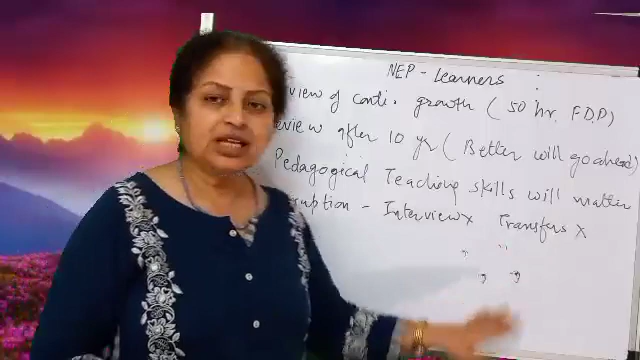 NEP - Learners :
view of conti. growth (50 hr. F.D.P)
view after 10 yr (Better will go ahead)
Pedagogical Teaching skills will matter
ruption - Interview x Transfers x